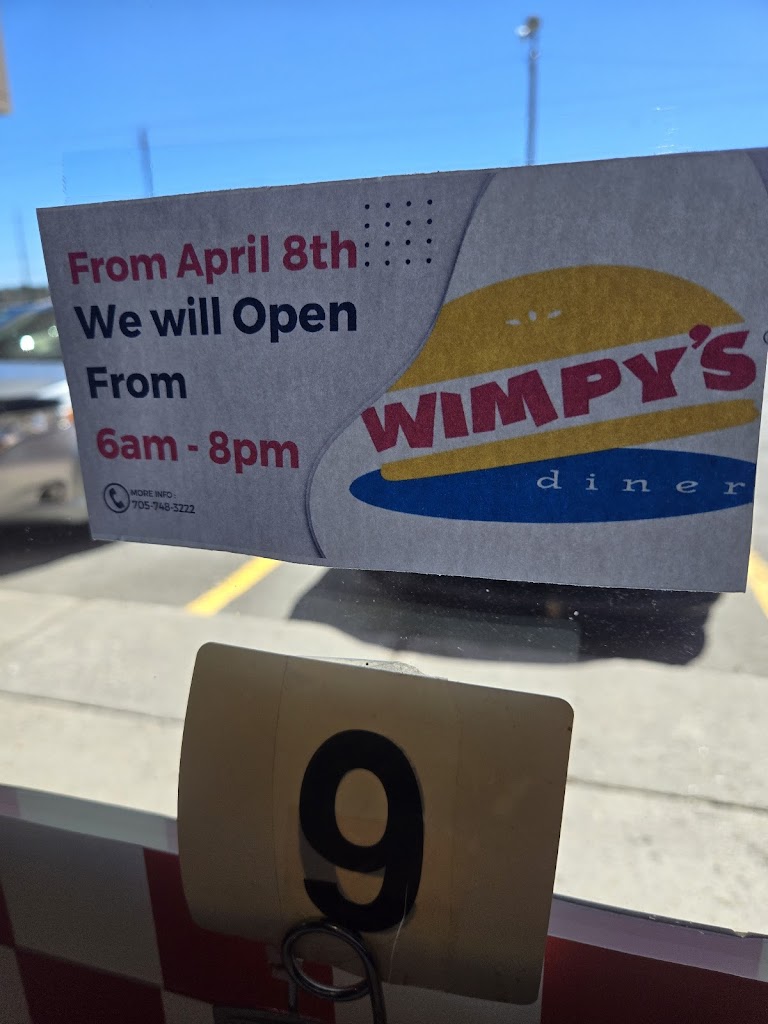 From April 8th
We will Open
From
6am - 8pm
MORE INFO :
705-748-3222
WIMPY'S
diner
9